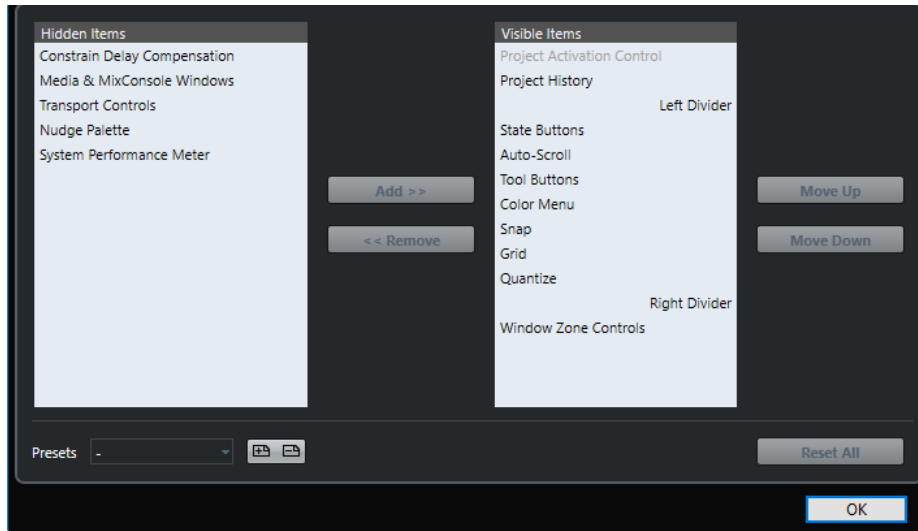 Hidden Items
Constrain Delay Compensation
Media & MixConsole Windows
Transport Controls
Nudge Palette
System Performance Meter
Add >>
<< Remove
Visible Items
Project Activation Control
Project History
Left Divider
State Buttons
Auto-Scroll
Tool Buttons
Color Menu
Snap
Grid
Quantize
Right Divider
Window Zone Controls
Move Up
Move Down
Presets -
Reset All
OK